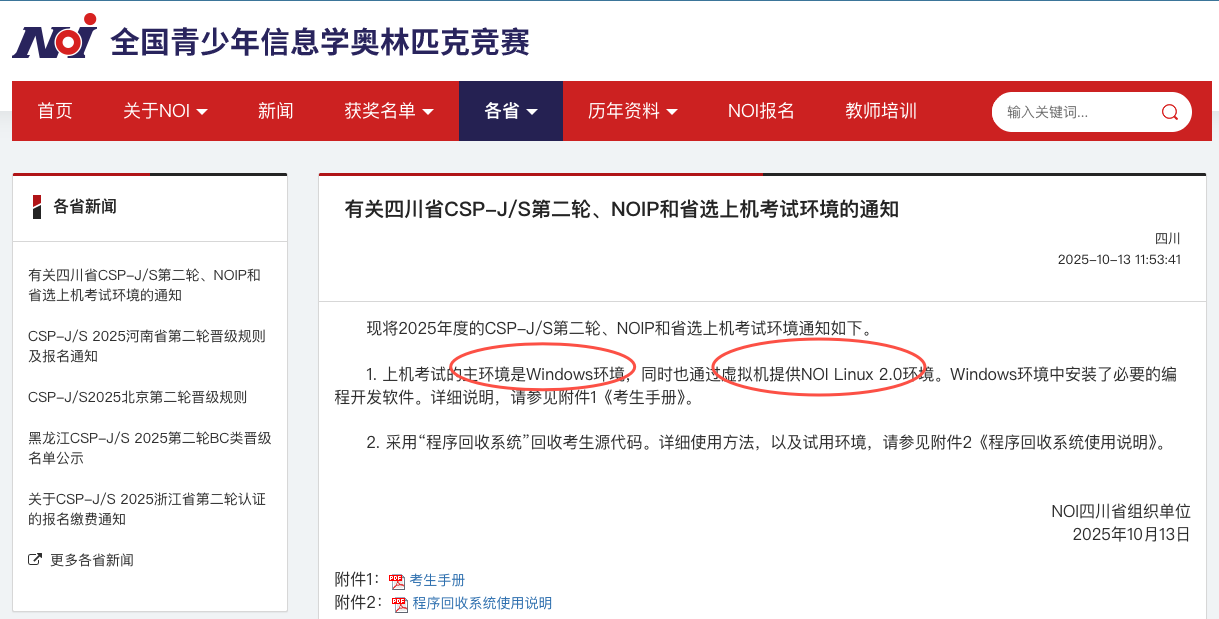 NOI 全国青少年信息学奥林匹克竞赛
首页 关于NOI 新闻 获奖名单 各省 历年资料 NOI报名 教师培训 输入关键词...
各省新闻
有关四川省CSP-J/S第二轮、NOIP和
省选上机考试环境的通知
CSP-J/S 2025河南省第二轮晋级规则
及报名通知
CSP-J/S2025北京第二轮晋级规则
黑龙江CSP-J/S 2025第二轮BC类晋级
名单公示
关于CSP-J/S 2025浙江省第二轮认证
的报名缴费通知
更多各省新闻
有关四川省CSP-J/S第二轮、NOIP和省选上机考试环境的通知
四川
2025-10-13 11:53:41
现将2025年度的CSP-J/S第二轮、NOIP和省选上机考试环境通知如下。
1. 上机考试的主环境是Windows环境，同时也通过虚拟机提供NOI Linux 2.0环境。Windows环境中安装了必要的编
程开发软件。详细说明，请参见附件1《考生手册》。
2. 采用“程序回收系统”回收考生源代码。详细使用方法，以及试用环境，请参见附件2《程序回收系统使用说明》。
NOI四川省组织单位
2025年10月13日
附件1： 考生手册
附件2： 程序回收系统使用说明